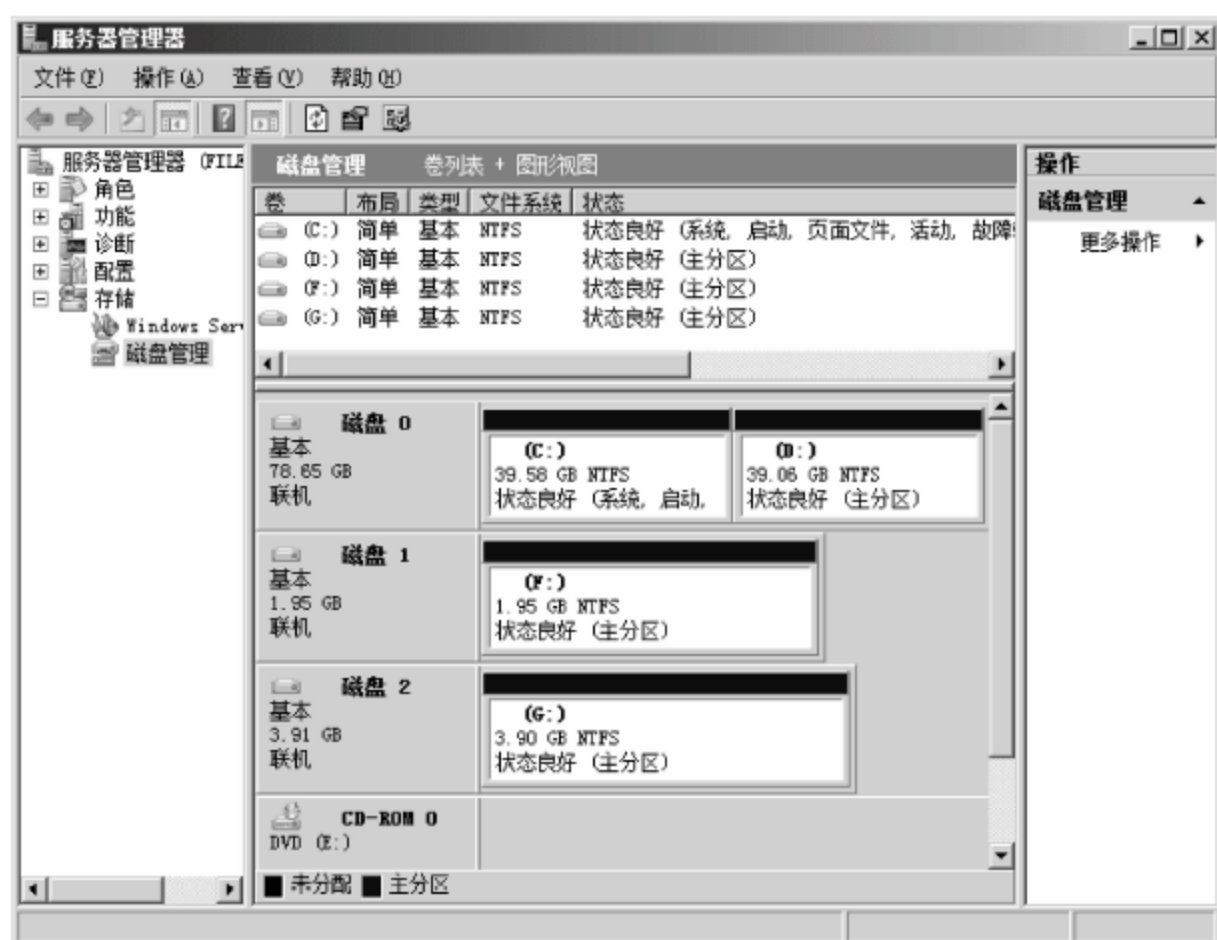 服务器管理器
文件(F) 操作(A) 查看(V) 帮助(H)
服务器管理器 (FILE
角色
功能
诊断
配置
存储
Windows Ser
磁盘管理
磁盘管理 卷列表 + 图形视图
卷 布局 类型 文件系统 状态
(C:) 简单 基本 NTFS 状态良好 (系统, 启动, 页面文件, 活动, 故障
(D:) 简单 基本 NTFS 状态良好 (主分区)
(F:) 简单 基本 NTFS 状态良好 (主分区)
(G:) 简单 基本 NTFS 状态良好 (主分区)
磁盘 0
基本
78.65 GB
联机
(C:)
39.58 GB NTFS
状态良好 (系统, 启动,
(D:)
39.06 GB NTFS
状态良好 (主分区)
磁盘 1
基本
1.95 GB
联机
(F:)
1.95 GB NTFS
状态良好 (主分区)
磁盘 2
基本
3.91 GB
联机
(G:)
3.90 GB NTFS
状态良好 (主分区)
CD-ROM 0
DVD (E:)
未分配 主分区
操作
磁盘管理
更多操作